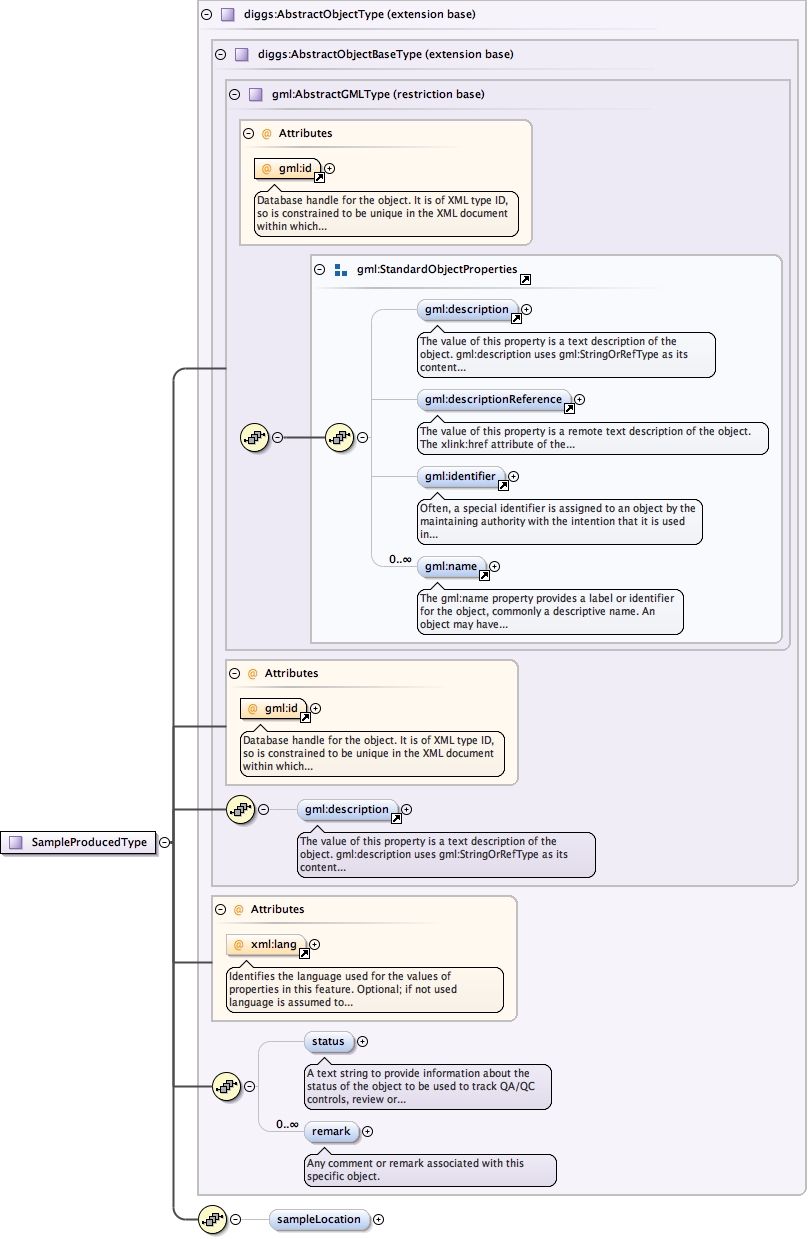 diggs:AbstractObjectType (extension base)
diggs:AbstractObjectBaseType (extension base)
gml:AbstractGMLType (restriction base)
@ Attributes
@ gml:id
Database handle for the object. It is of XML type ID,
so is constrained to be unique in the XML document
within which...
gml:StandardObjectProperties
gml:description
The value of this property is a text description of the
object. gml:description uses gml:StringOrRefType as its
content...
gml:descriptionReference
The value of this property is a remote text description of the object.
The xlink:href attribute of the...
gml:identifier
Often, a special identifier is assigned to an object by the
maintaining authority with the intention that it is used
in...
0..∞
gml:name
The gml:name property provides a label or identifier
for the object, commonly a descriptive name. An
object may have...
@ Attributes
@ gml:id
Database handle for the object. It is of XML type ID,
so is constrained to be unique in the XML document
within which...
gml:description
The value of this property is a text description of the
object. gml:description uses gml:StringOrRefType as its
content...
SampleProducedType
@ Attributes
@ xml:lang
Identifies the language used for the values of
properties in this feature. Optional; if not used
language is assumed to...
status
A text string to provide information about the
status of the object to be used to track QA/QC
controls, review or...
0..∞
remark
Any comment or remark associated with this
specific object.
sampleLocation